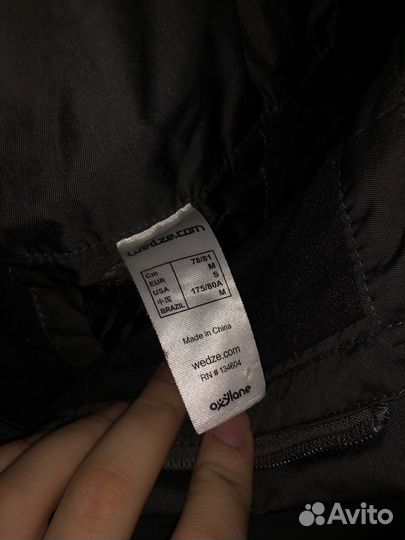 wedze.com
Cm 78/81
EUR M
USA S
中国 175/80A
BRAZIL M
Made in China
wedze.com
RN # 134604
oxylane
Avito